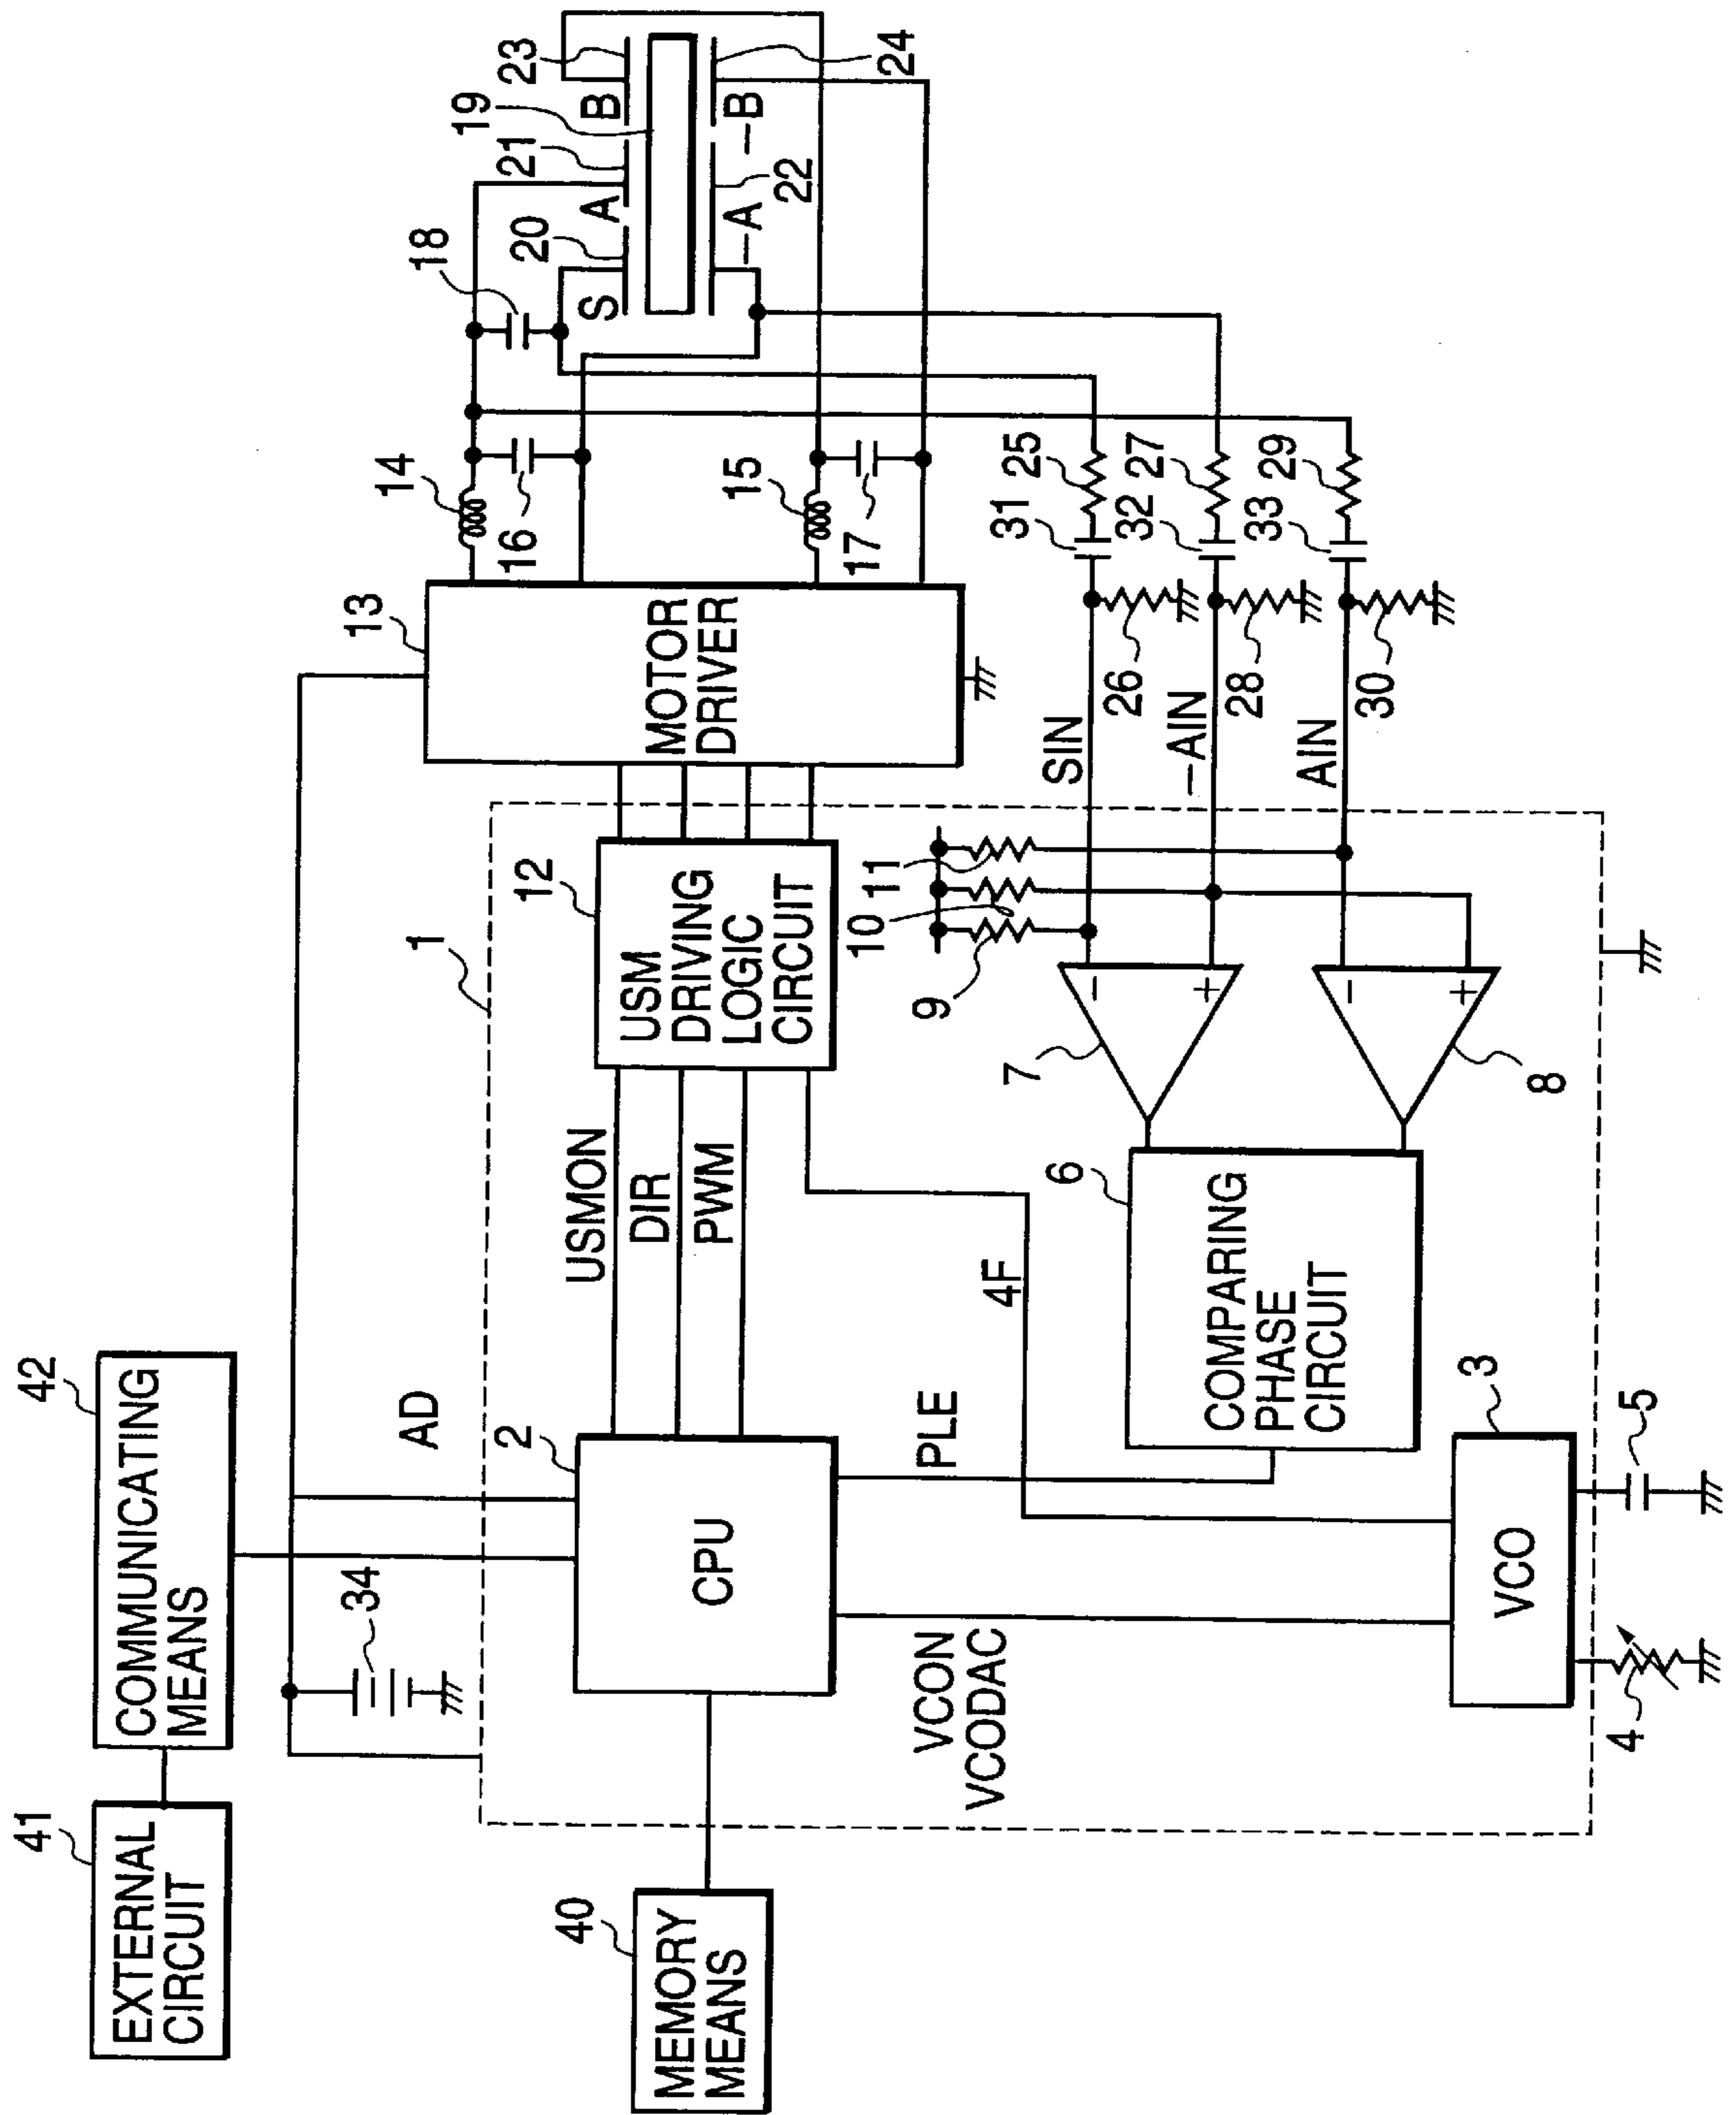 41
EXTERNAL
CIRCUIT
42
COMMUNICATING
MEANS
34
AD
1
40
MEMORY
MEANS
2
CPU
USMON
DIR
PWM
12
USM
DRIVING
LOGIC
CIRCUIT
13
MOTOR
DRIVER
14
16
15
17
18
20
21
19
23
S
A
B
–A
–B
22
24
VCON
VCODAC
PLE
4F
3
VCO
4
5
6
COMPARING
PHASE
CIRCUIT
7
8
–
+
–
+
9
10
11
SIN
–AIN
AIN
26
28
30
31
25
32
27
33
29